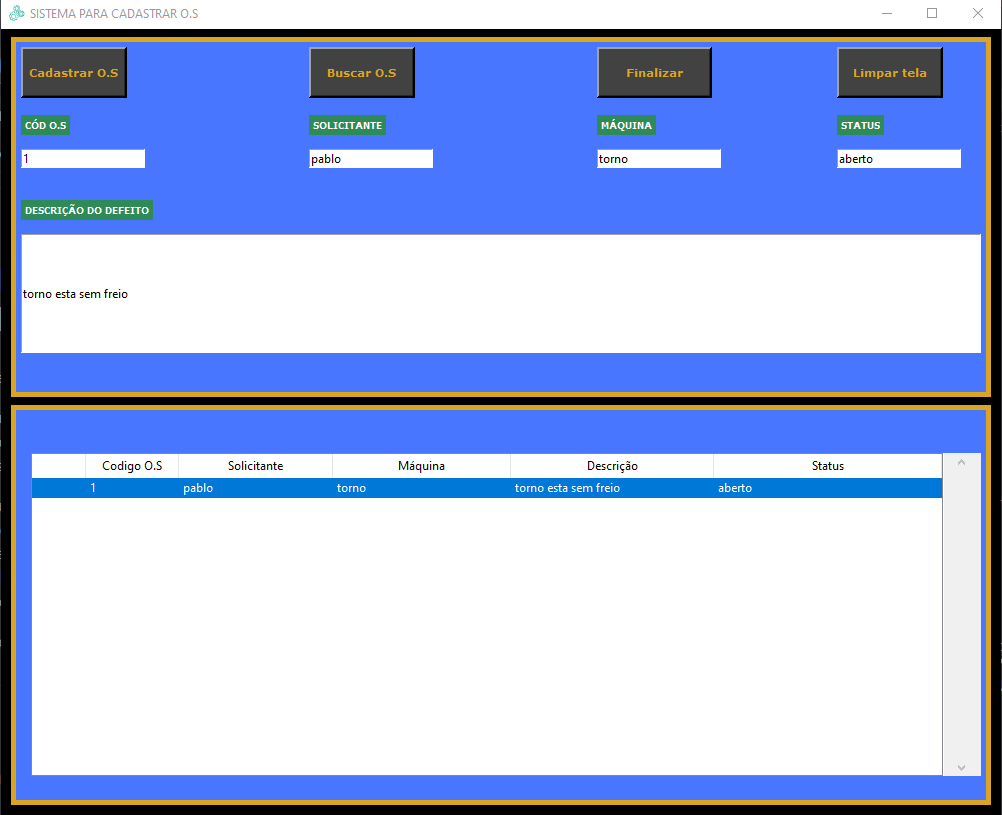 SISTEMA PARA CADASTRAR O.S
Cadastrar O.S Buscar O.S Finalizar Limpar tela
CÓD O.S SOLICITANTE MÁQUINA STATUS
1 pablo torno aberto
DESCRIÇÃO DO DEFEITO
torno esta sem freio
Codigo O.S Solicitante Máquina Descrição Status
1 pablo torno torno esta sem freio aberto